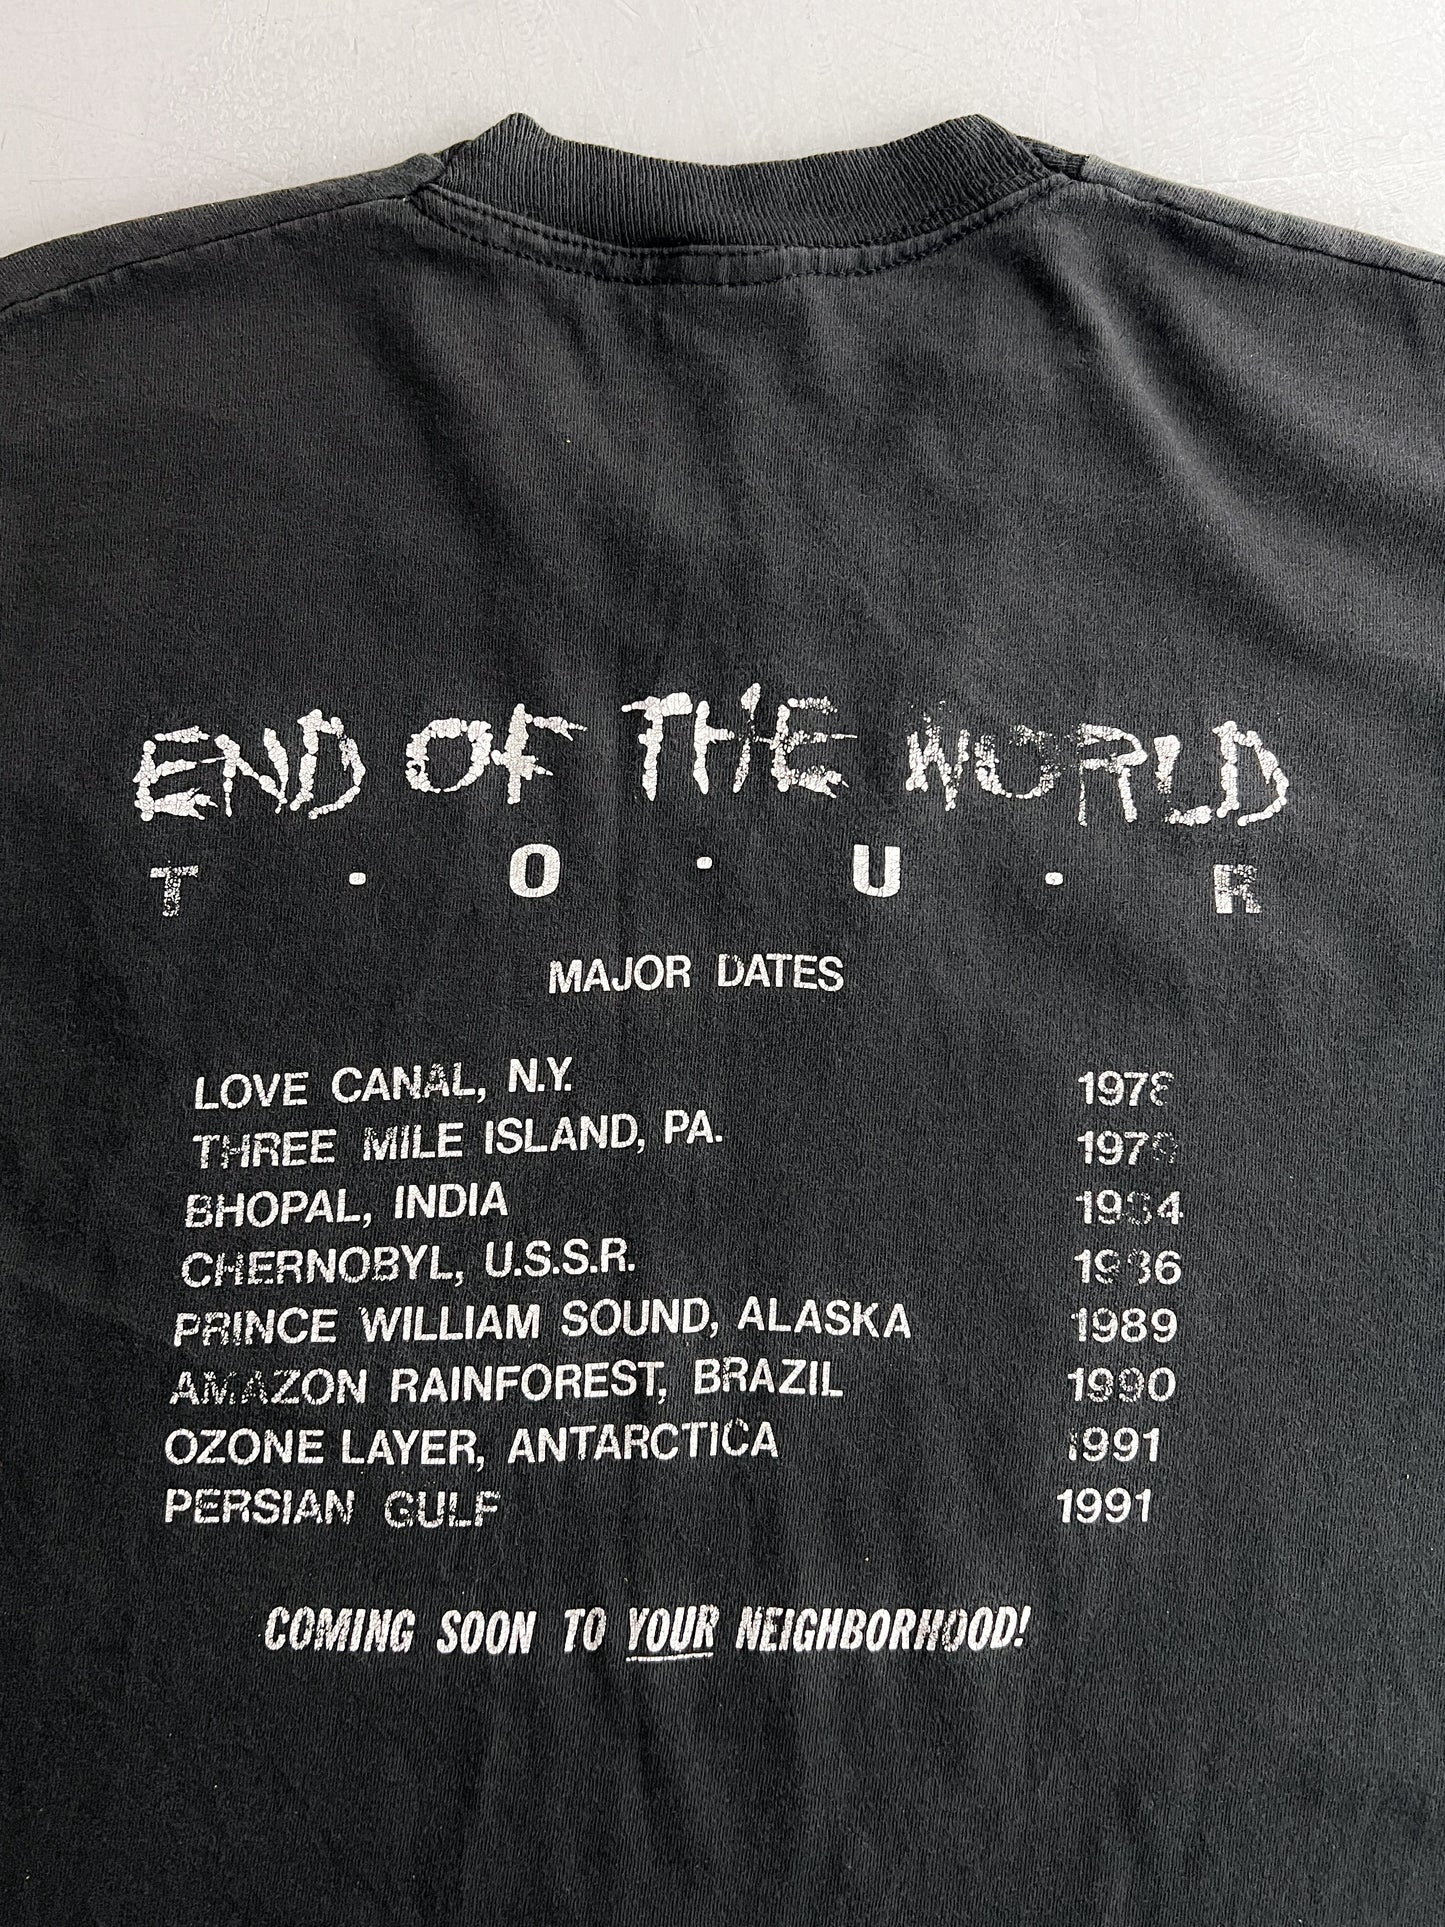 END OF THE WORLD
T · O · U · R
MAJOR DATES
LOVE CANAL, N.Y. 1978
THREE MILE ISLAND, PA. 1979
BHOPAL, INDIA 1984
CHERNOBYL, U.S.S.R. 1986
PRINCE WILLIAM SOUND, ALASKA 1989
AMAZON RAINFOREST, BRAZIL 1990
OZONE LAYER, ANTARCTICA 1991
PERSIAN GULF 1991
COMING SOON TO YOUR NEIGHBORHOOD!